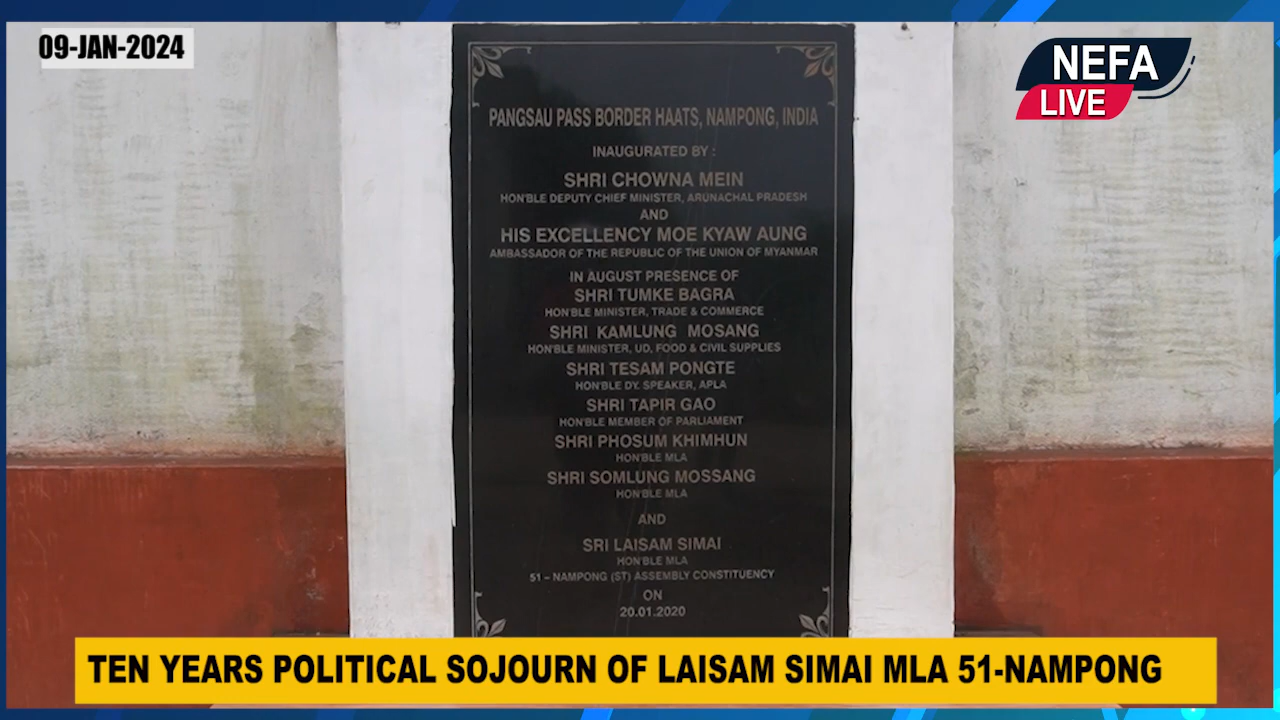 09-JAN-2024
NEFA
LIVE
PANGSAU PASS BORDER HAATS, NAMPONG, INDIA
INAUGURATED BY :
SHRI CHOWNA MEIN
HON'BLE DEPUTY CHIEF MINISTER, ARUNACHAL PRADESH
AND
HIS EXCELLENCY MOE KYAW AUNG
AMBASSADOR OF THE REPUBLIC OF THE UNION OF MYANMAR
IN AUGUST PRESENCE OF
SHRI TUMKE BAGRA
HON'BLE MINISTER, TRADE & COMMERCE
SHRI KAMLUNG MOSANG
HON'BLE MINISTER, UD, FOOD & CIVIL SUPPLIES
SHRI TESAM PONGTE
HON'BLE DY. SPEAKER, APLA
SHRI TAPIR GAO
HON'BLE MEMBER OF PARLIAMENT
SHRI PHOSUM KHIMHUN
HON'BLE MLA
SHRI SOMLUNG MOSSANG
HON'BLE MLA
AND
SRI LAISAM SIMAI
HON'BLE MLA
51 – NAMPONG (ST) ASSEMBLY CONSTITUENCY
ON
20.01.2020
TEN YEARS POLITICAL SOJOURN OF LAISAM SIMAI MLA 51-NAMPONG